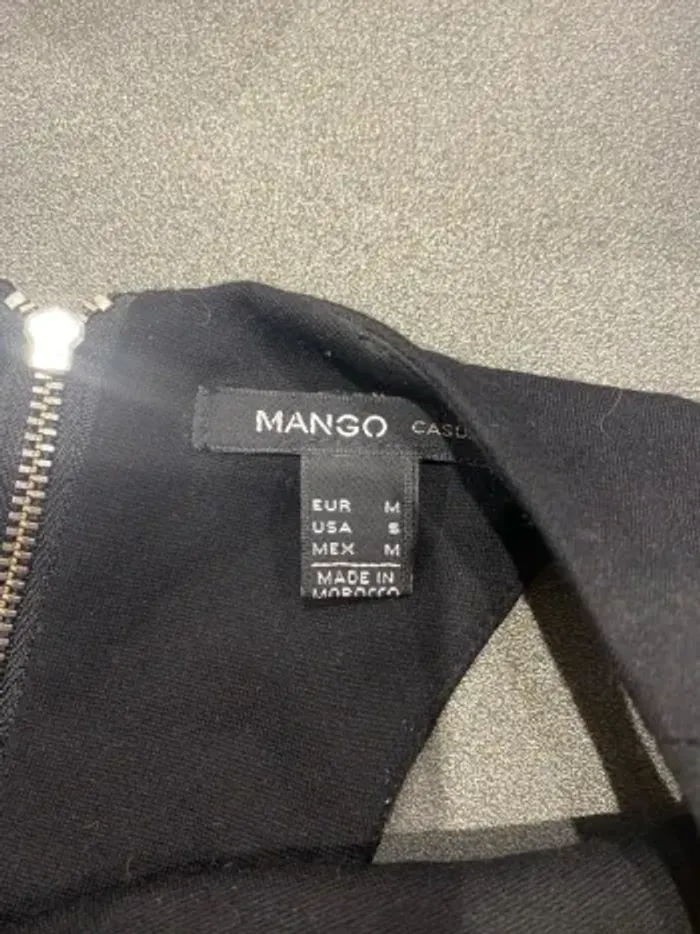 MANGO CASU
EUR M
USA S
MEX M
MADE IN
MOROCCO